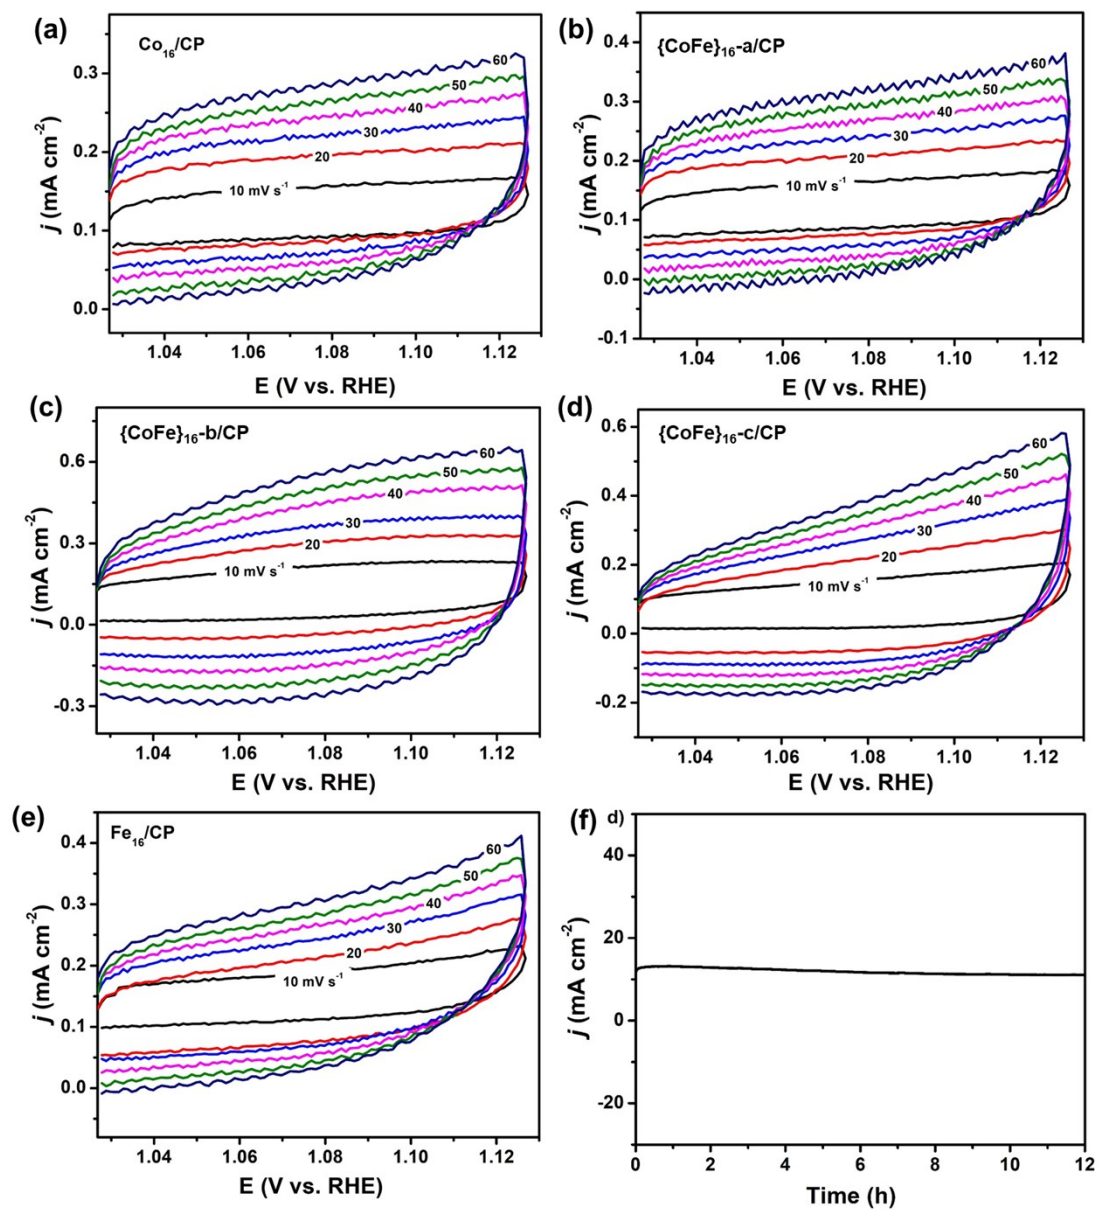 (a)
Co₁₆/CP
60
50
40
30
20
10 mV s⁻¹
0.3
0.2
0.1
0.0
j (mA cm⁻²)
1.04 1.06 1.08 1.10 1.12
E (V vs. RHE)
(b)
{CoFe}₁₆-a/CP
60
50
40
30
20
10 mV s⁻¹
0.4
0.3
0.2
0.1
0.0
-0.1
j (mA cm⁻²)
1.04 1.06 1.08 1.10 1.12
E (V vs. RHE)
(c)
{CoFe}₁₆-b/CP
60
50
40
30
20
10 mV s⁻¹
0.6
0.3
0.0
-0.3
j (mA cm⁻²)
1.04 1.06 1.08 1.10 1.12
E (V vs. RHE)
(d)
{CoFe}₁₆-c/CP
60
50
40
30
20
10 mV s⁻¹
0.6
0.4
0.2
0.0
-0.2
j (mA cm⁻²)
1.04 1.06 1.08 1.10 1.12
E (V vs. RHE)
(e)
Fe₁₆/CP
60
50
40
30
20
10 mV s⁻¹
0.4
0.3
0.2
0.1
0.0
j (mA cm⁻²)
1.04 1.06 1.08 1.10 1.12
E (V vs. RHE)
(f)
d)
40
20
0
-20
j (mA cm⁻²)
0 2 4 6 8 10 12
Time (h)